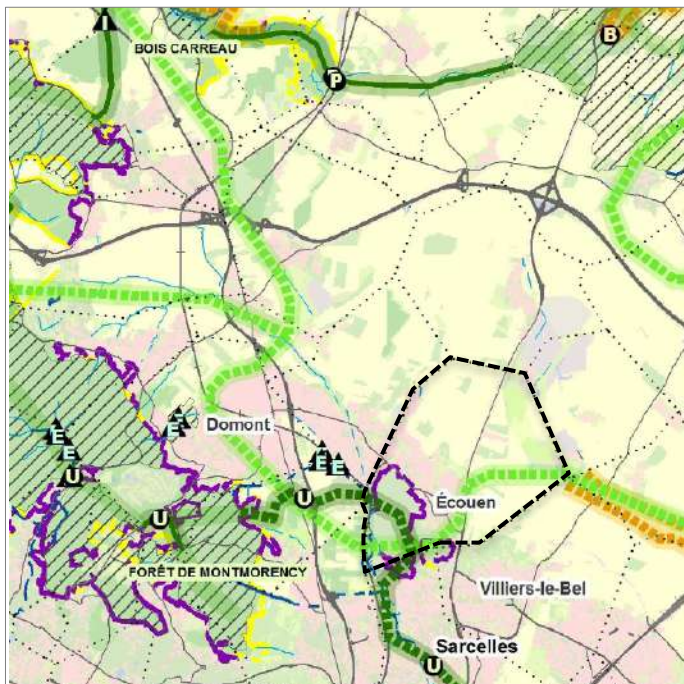 I
BOIS CARREAU
B
P
Domont
E
E
E
E
E
E
U
U
U
Écouen
FORÊT DE MONTMORENCY
Villiers-le-Bel
Sarcelles
U